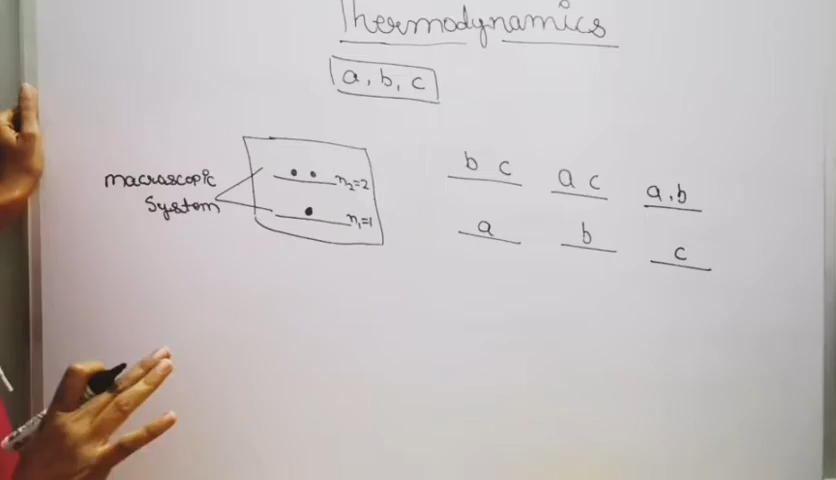 Thermodynamics
a, b, c
macroscopic
System
n₂=2
n₁=1
b c
a
a c
b
a,b
c